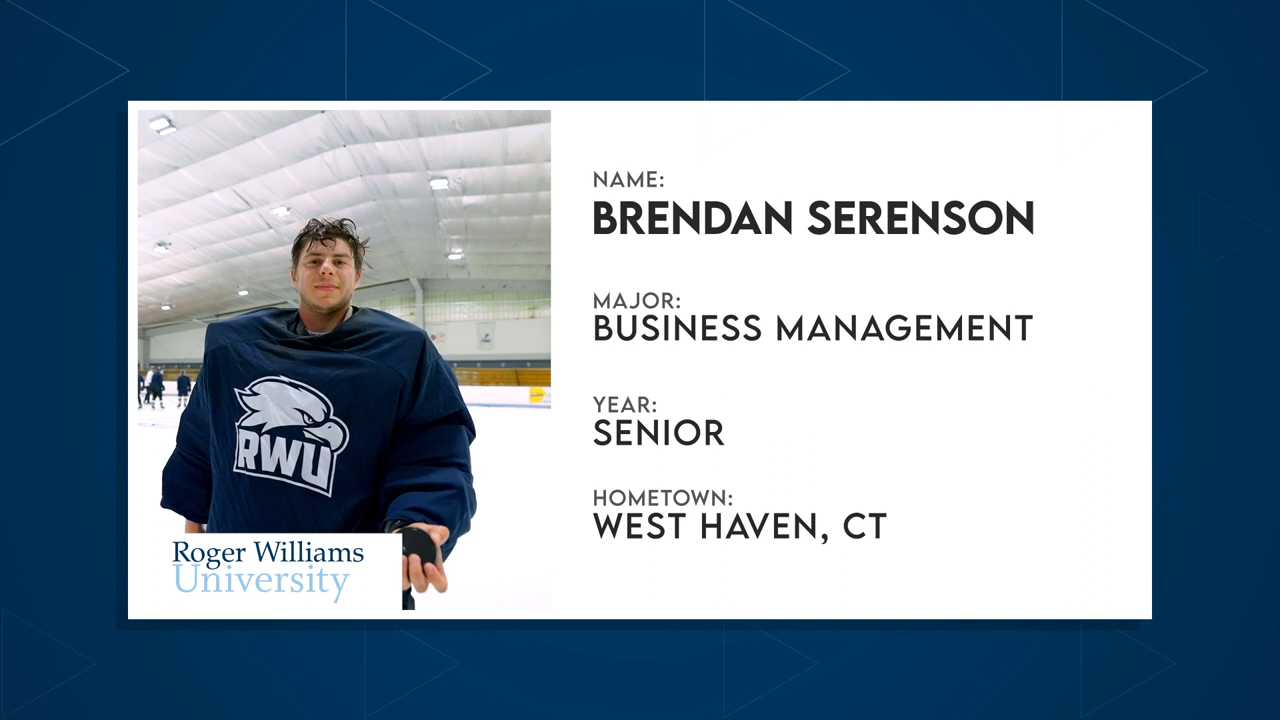 NAME:
BRENDAN SERENSON
MAJOR:
BUSINESS MANAGEMENT
YEAR:
SENIOR
HOMETOWN:
WEST HAVEN, CT
RWU
Roger Williams
University